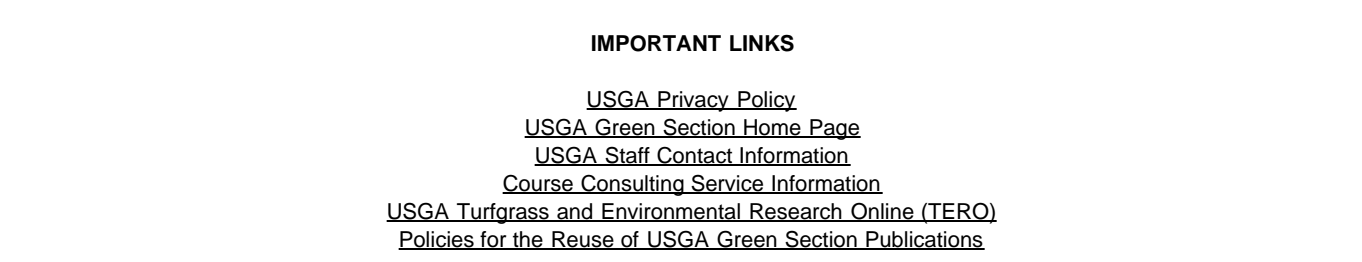 IMPORTANT LINKS
USGA Privacy Policy
USGA Green Section Home Page
USGA Staff Contact Information
Course Consulting Service Information
USGA Turfgrass and Environmental Research Online (TERO)
Policies for the Reuse of USGA Green Section Publications